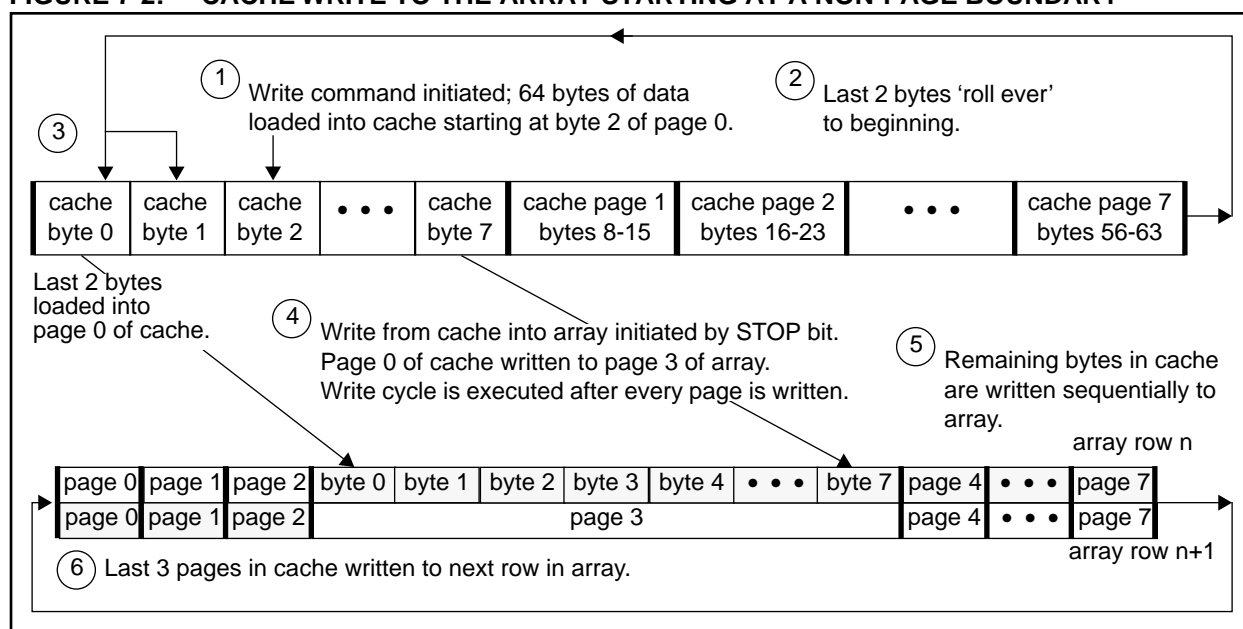 FIGURE 7-2: CACHE WRITE TO THE ARRAY STARTING AT A NON-PAGE BOUNDARY
1 Write command initiated; 64 bytes of data
loaded into cache starting at byte 2 of page 0.
2 Last 2 bytes ‘roll ever’
to beginning.
3
cache byte 0
cache byte 1
cache byte 2
• • •
cache byte 7
cache page 1 bytes 8-15
cache page 2 bytes 16-23
• • •
cache page 7 bytes 56-63
Last 2 bytes
loaded into
page 0 of cache.
4 Write from cache into array initiated by STOP bit.
Page 0 of cache written to page 3 of array.
Write cycle is executed after every page is written.
5 Remaining bytes in cache
are written sequentially to
array.
array row n
page 0 page 1 page 2 byte 0 byte 1 byte 2 byte 3 byte 4 • • • byte 7 page 4 • • • page 7
page 0 page 1 page 2 page 3 page 4 • • • page 7
array row n+1
6 Last 3 pages in cache written to next row in array.